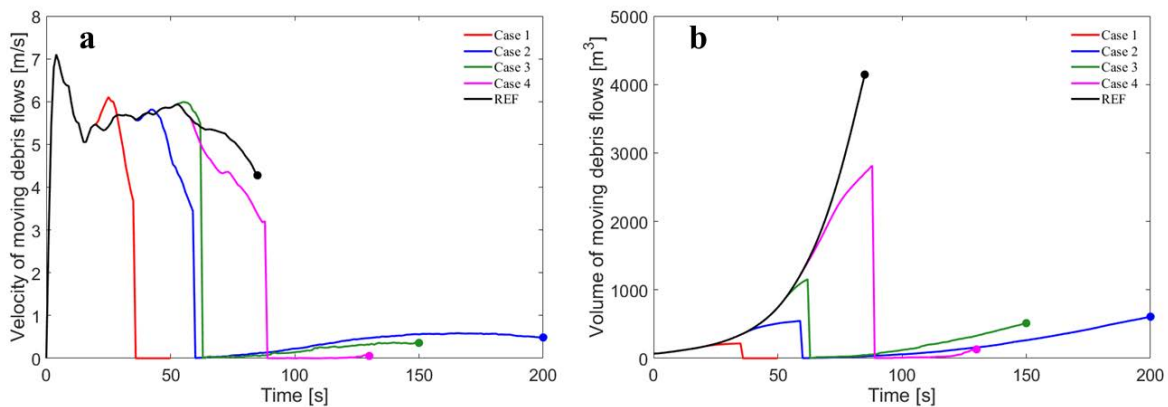 a
Velocity of moving debris flows [m/s]
8
7
6
5
4
3
2
1
0
0
50
100
150
200
Time [s]
Case 1
Case 2
Case 3
Case 4
REF
b
Volume of moving debris flows [m³]
5000
4000
3000
2000
1000
0
0
50
100
150
200
Time [s]
Case 1
Case 2
Case 3
Case 4
REF